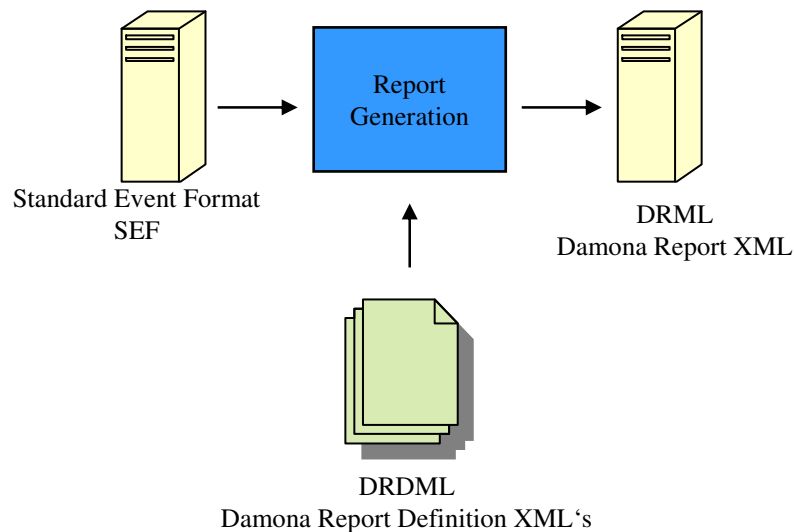 Report
Generation
Standard Event Format
SEF
DRML
Damona Report XML
DRDML
Damona Report Definition XML‘s